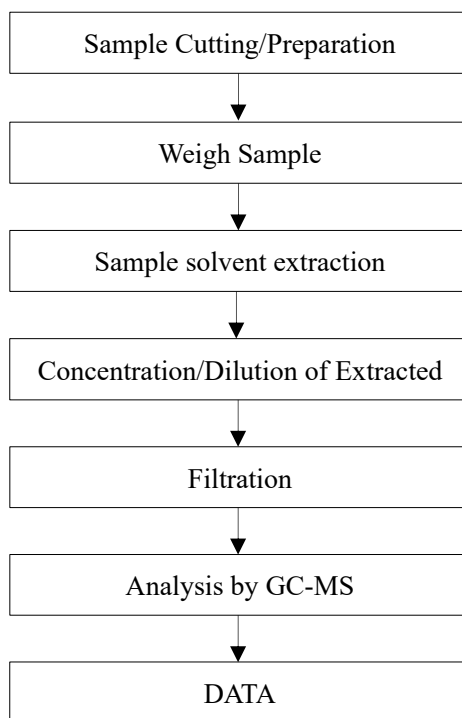 Sample Cutting/Preparation
Weigh Sample
Sample solvent extraction
Concentration/Dilution of Extracted
Filtration
Analysis by GC-MS
DATA